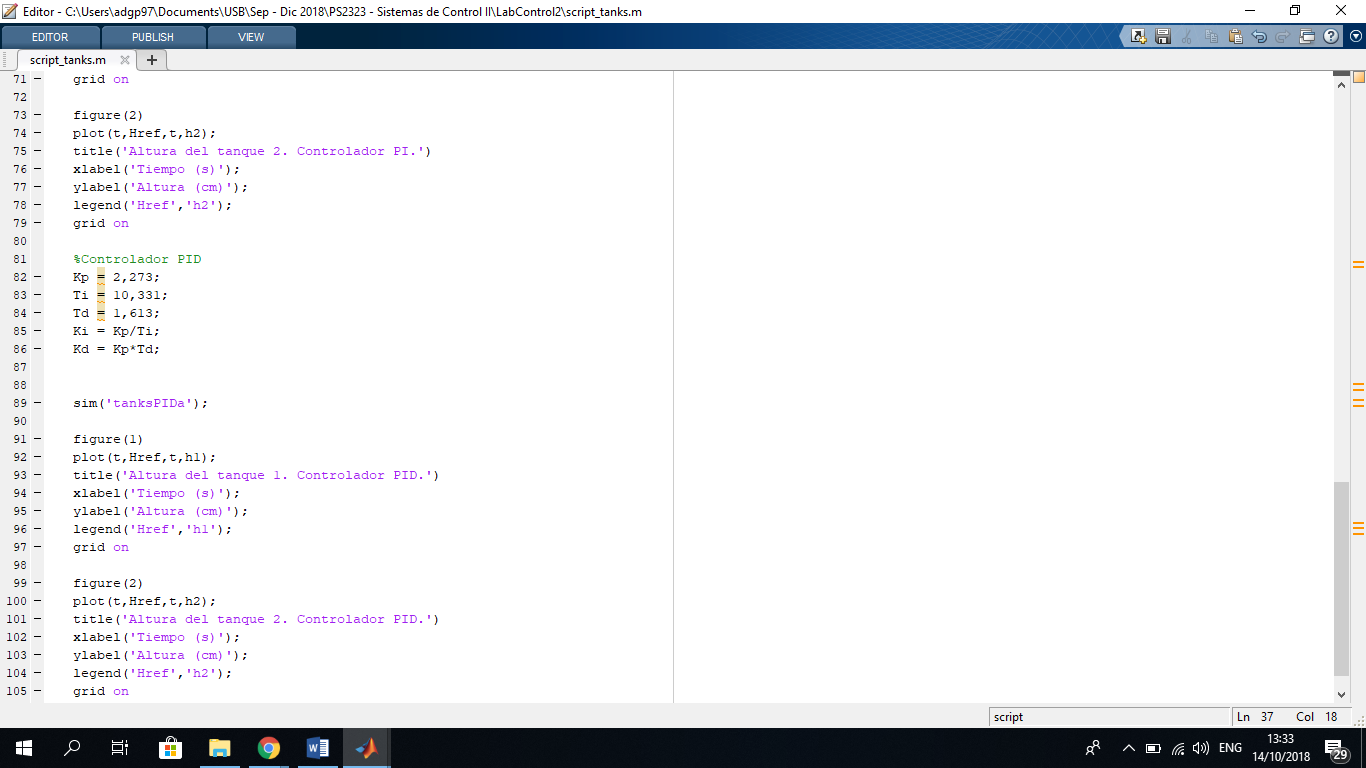 Editor - C:\Users\adgp97\Documents\USB\Sep - Dic 2018\PS2323 - Sistemas de Control II\LabControl2\script_tanks.m
EDITOR PUBLISH VIEW
script_tanks.m
71 grid on
72
73 figure(2)
74 plot(t,Href,t,h2);
75 title('Altura del tanque 2. Controlador PI.')
76 xlabel('Tiempo (s)');
77 ylabel('Altura (cm)');
78 legend('Href','h2');
79 grid on
80
81 %Controlador PID
82 Kp = 2,273;
83 Ti = 10,331;
84 Td = 1,613;
85 Ki = Kp/Ti;
86 Kd = Kp*Td;
87
88
89 sim('tanksPIDa');
90
91 figure(1)
92 plot(t,Href,t,h1);
93 title('Altura del tanque 1. Controlador PID.')
94 xlabel('Tiempo (s)');
95 ylabel('Altura (cm)');
96 legend('Href','h1');
97 grid on
98
99 figure(2)
100 plot(t,Href,t,h2);
101 title('Altura del tanque 2. Controlador PID.')
102 xlabel('Tiempo (s)');
103 ylabel('Altura (cm)');
104 legend('Href','h2');
105 grid on
script Ln 37 Col 18
ENG 13:33
14/10/2018 29